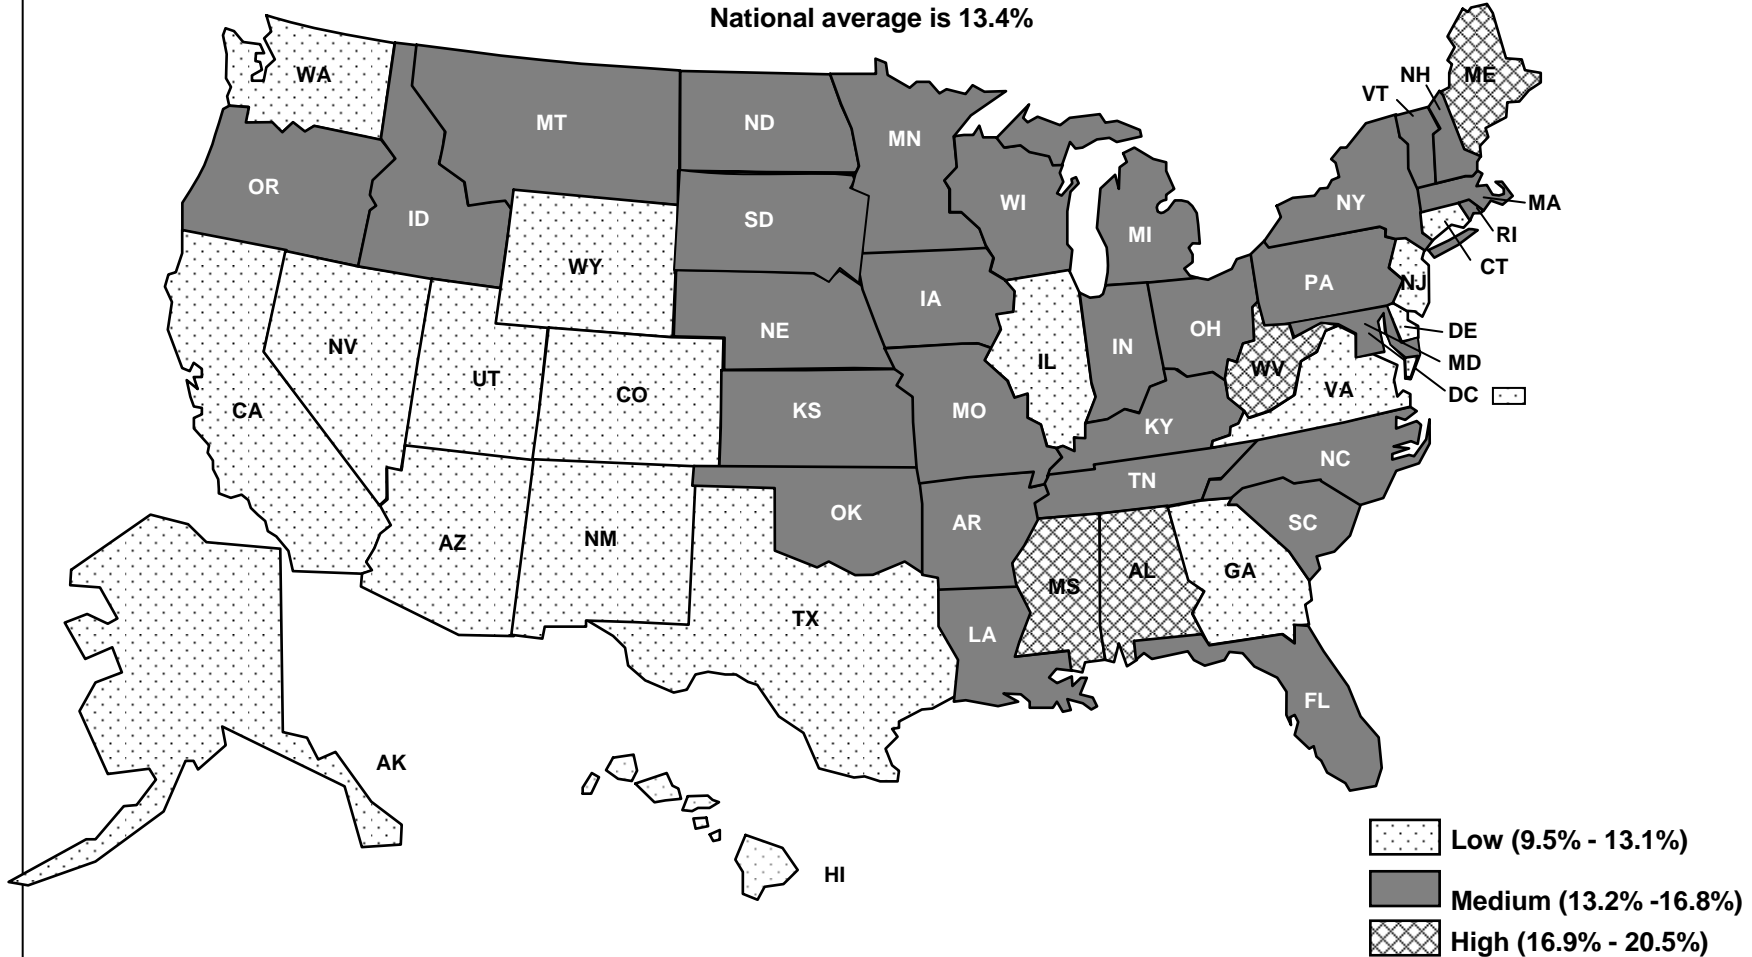 National average is 13.4%
WA
MT
ND
MN
VT
NH
ME
OR
ID
SD
WI
MI
NY
MA
RI
CT
WY
IA
PA
NJ
NV
NE
OH
DE
UT
IL
IN
MD
CA
CO
KS
MO
WV
VA
DC
KY
NC
TN
AZ
NM
OK
AR
SC
TX
MS
AL
GA
LA
FL
AK
HI
Low (9.5% - 13.1%)
Medium (13.2% -16.8%)
High (16.9% - 20.5%)